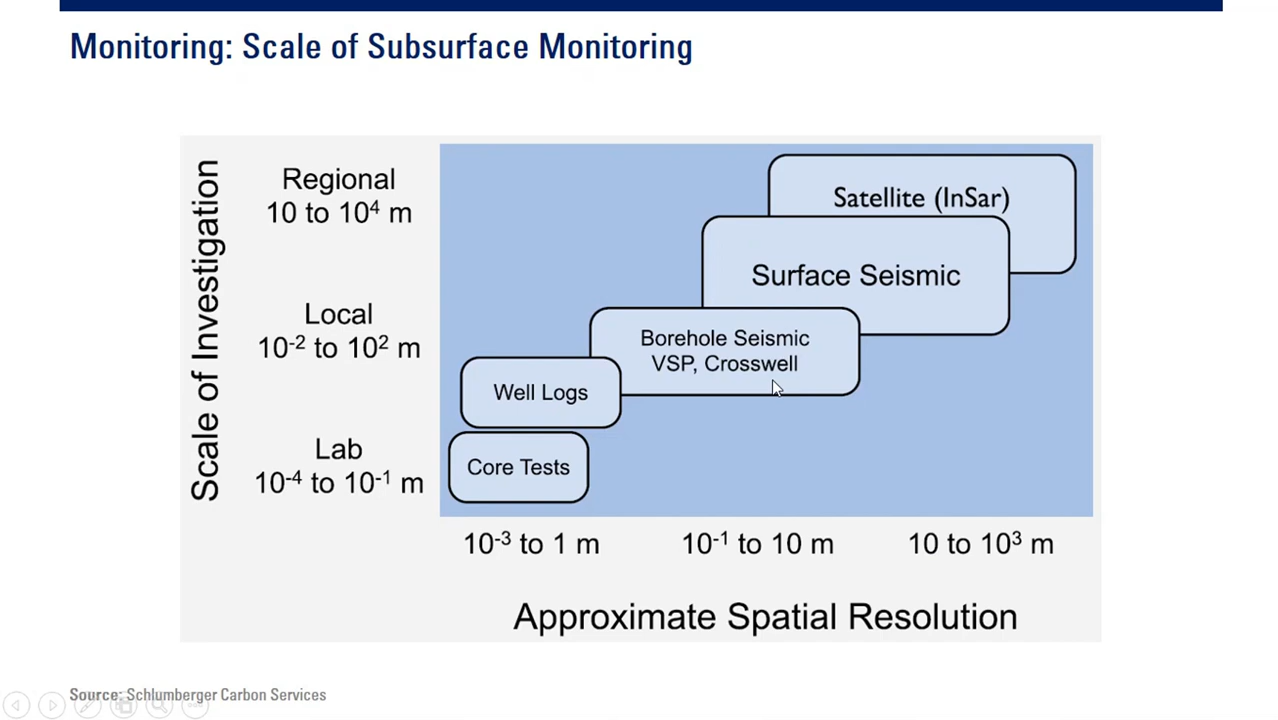 Monitoring: Scale of Subsurface Monitoring
Scale of Investigation
Regional
10 to 10⁴ m
Local
10⁻² to 10² m
Lab
10⁻⁴ to 10⁻¹ m
Satellite (InSar)
Surface Seismic
Borehole Seismic
VSP, Crosswell
Well Logs
Core Tests
10⁻³ to 1 m
10⁻¹ to 10 m
10 to 10³ m
Approximate Spatial Resolution
Source: Schlumberger Carbon Services